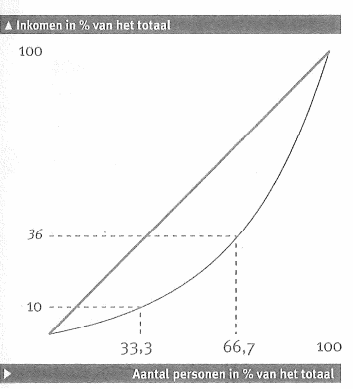 ▲ Inkomen in % van het totaal
100
36
10
33,3 66,7 100
▶ Aantal personen in % van het totaal